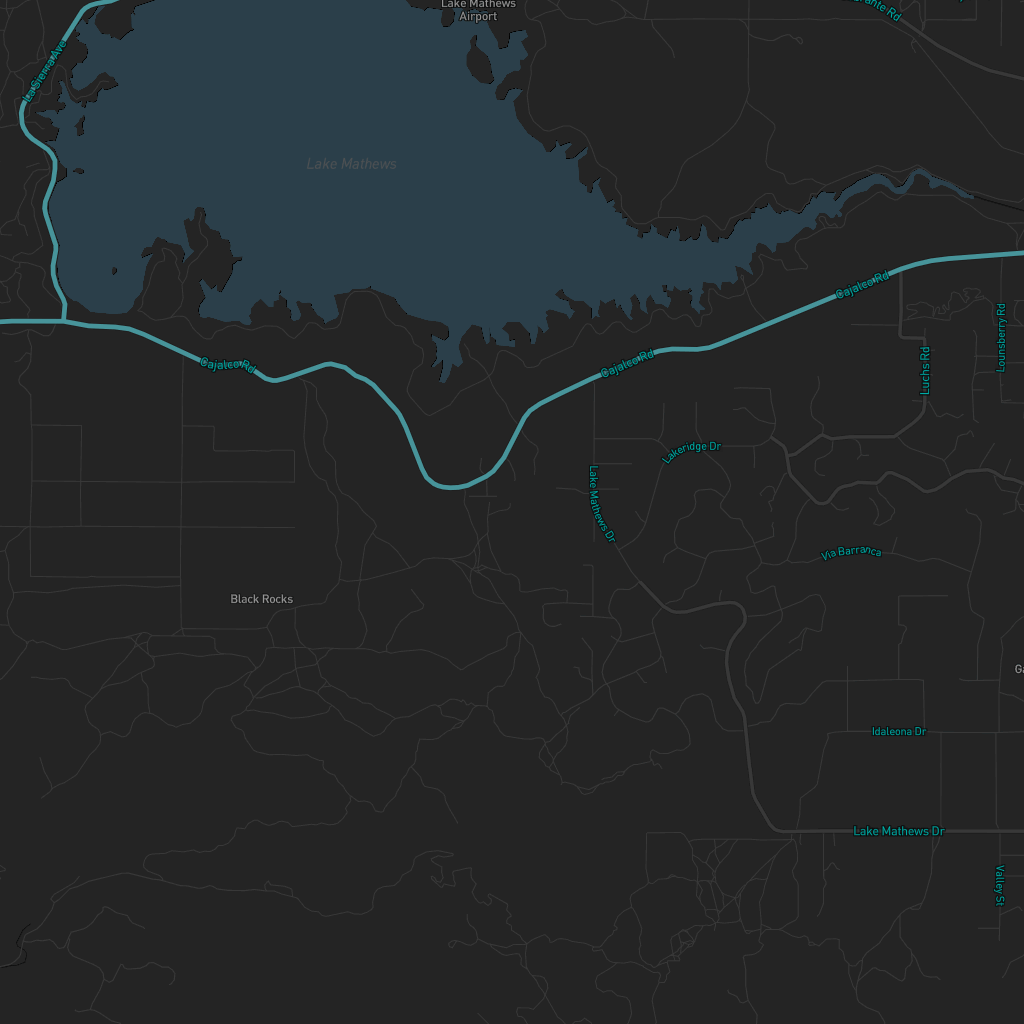 Lake Mathews
Airport
La Sierra Ave
Lake Mathews
Cajalco Rd
Cajalco Rd
Cajalco Rd
Luchs Rd
Lounsberry Rd
Lakeridge Dr
Lake Mathews Dr
Via Barranca
Black Rocks
Idaleona Dr
Lake Mathews Dr
Valley St